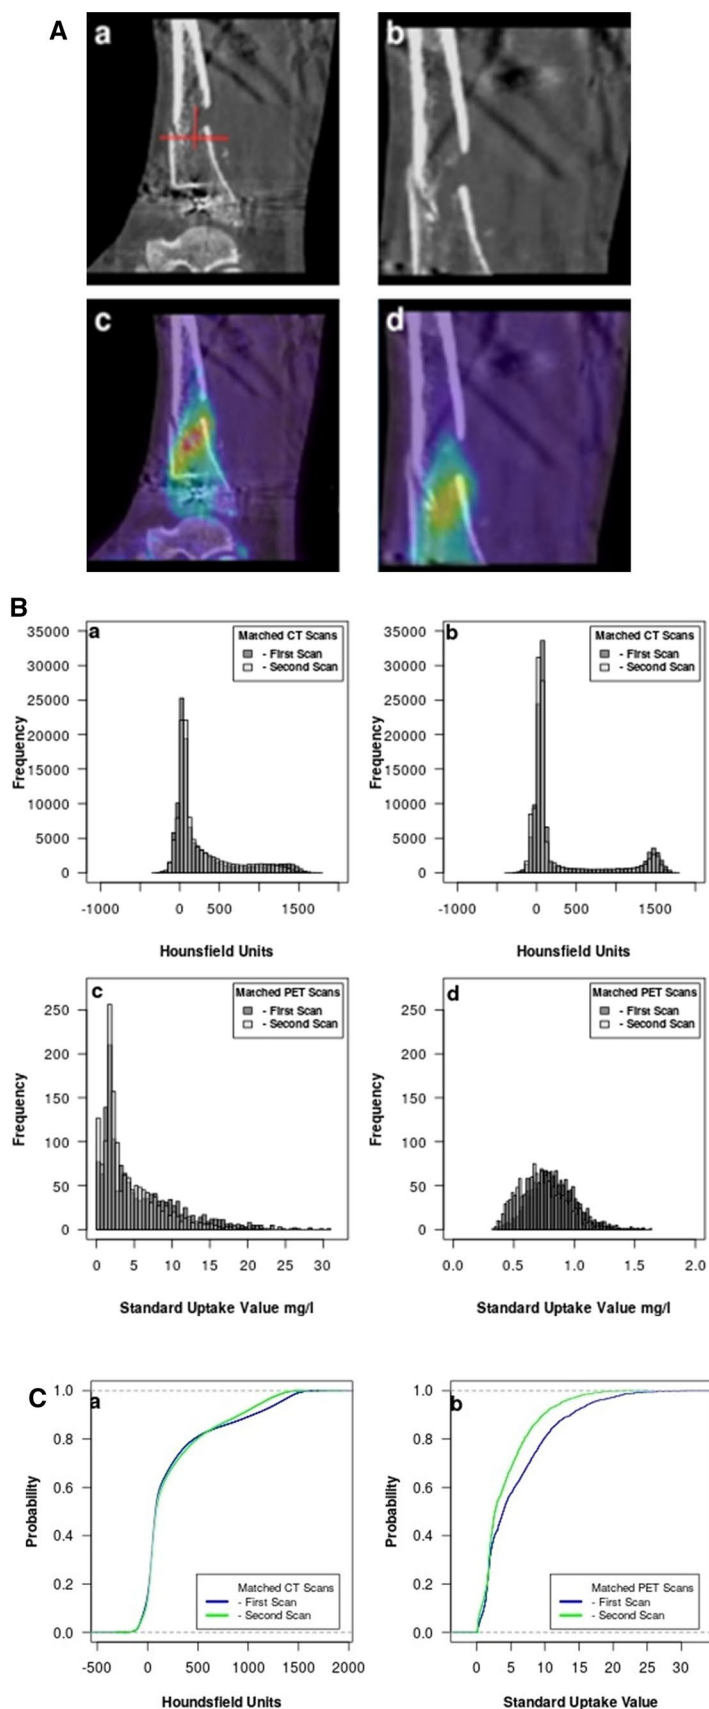 A
a
b
c
d
B
a
Matched CT Scans
- First Scan
- Second Scan
Frequency
35000
30000
25000
20000
15000
10000
5000
0
-1000 0 500 1500
Hounsfield Units
b
Matched CT Scans
- First Scan
- Second Scan
Frequency
35000
30000
25000
20000
15000
10000
5000
0
-1000 0 500 1500
Hounsfield Units
c
Matched PET Scans
- First Scan
- Second Scan
Frequency
250
200
150
100
50
0
0 5 10 15 20 25 30
Standard Uptake Value mg/l
d
Matched PET Scans
- First Scan
- Second Scan
Frequency
250
200
150
100
50
0
0.0 0.5 1.0 1.5 2.0
Standard Uptake Value mg/l
C
a
Probability
1.0
0.8
0.6
0.4
0.2
0.0
Matched CT Scans
- First Scan
- Second Scan
-500 0 500 1000 1500 2000
Houndsfield Units
b
Probability
1.0
0.8
0.6
0.4
0.2
0.0
Matched PET Scans
- First Scan
- Second Scan
0 5 10 15 20 25 30
Standard Uptake Value